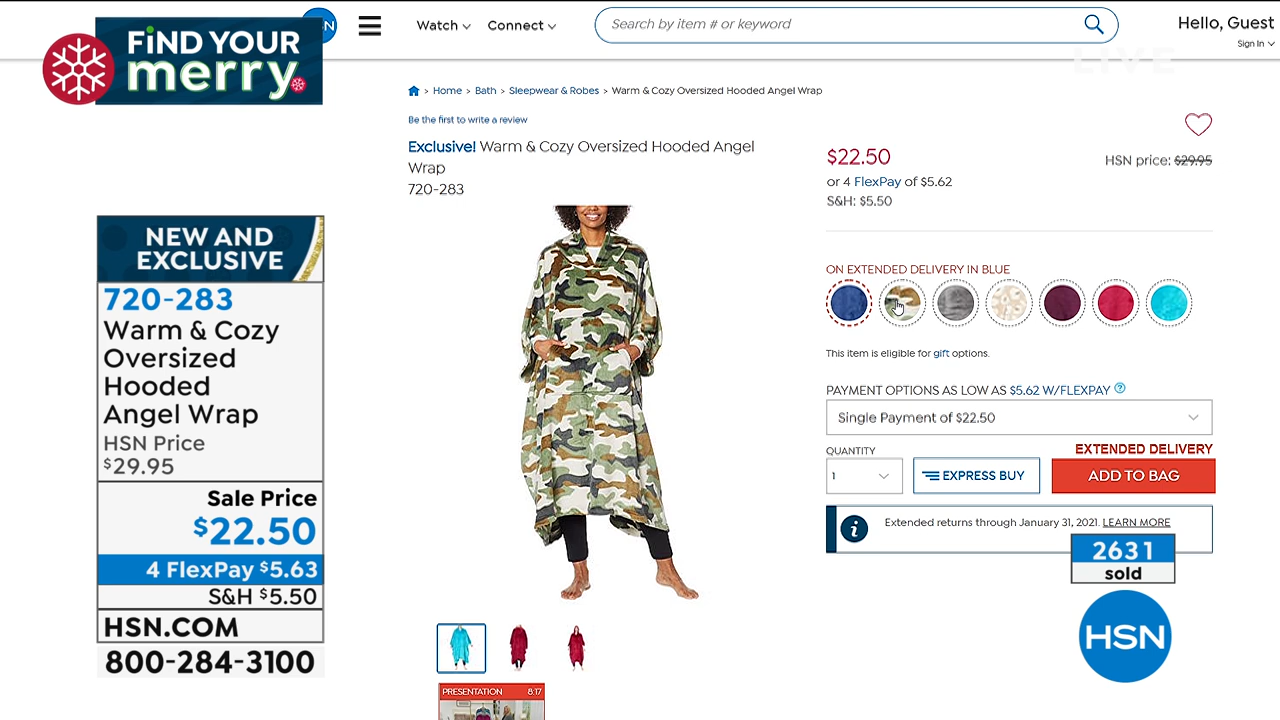 FiND YOUR
merry.
N
Watch
Connect
Search by item # or keyword
Hello, Guest
Sign In
LIVE
> Home > Bath > Sleepwear & Robes > Warm & Cozy Oversized Hooded Angel Wrap
Be the first to write a review
Exclusive! Warm & Cozy Oversized Hooded Angel
Wrap
720-283
$22.50
HSN price: $29.95
or 4 FlexPay of $5.62
S&H: $5.50
ON EXTENDED DELIVERY IN BLUE
This item is eligible for gift options.
PAYMENT OPTIONS AS LOW AS $5.62 W/FLEXPAY ?
Single Payment of $22.50
QUANTITY
EXTENDED DELIVERY
1
EXPRESS BUY
ADD TO BAG
i
Extended returns through January 31, 2021. LEARN MORE
2631
sold
HSN
NEW AND
EXCLUSIVE
720-283
Warm & Cozy
Oversized
Hooded
Angel Wrap
HSN Price
$29.95
Sale Price
$22.50
4 FlexPay $5.63
S&H $5.50
HSN.COM
800-284-3100
PRESENTATION 8:17